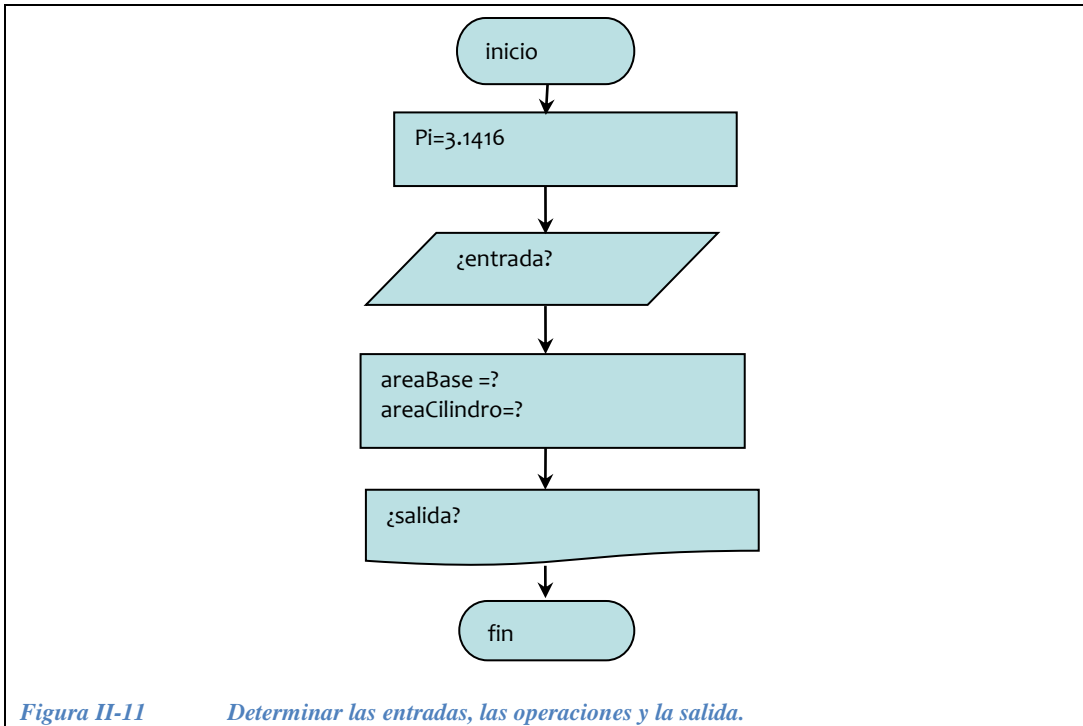 inicio
Pi=3.1416
¿entrada?
areaBase =?
areaCilindro=?
¿salida?
fin
Figura II-11 Determinar las entradas, las operaciones y la salida.